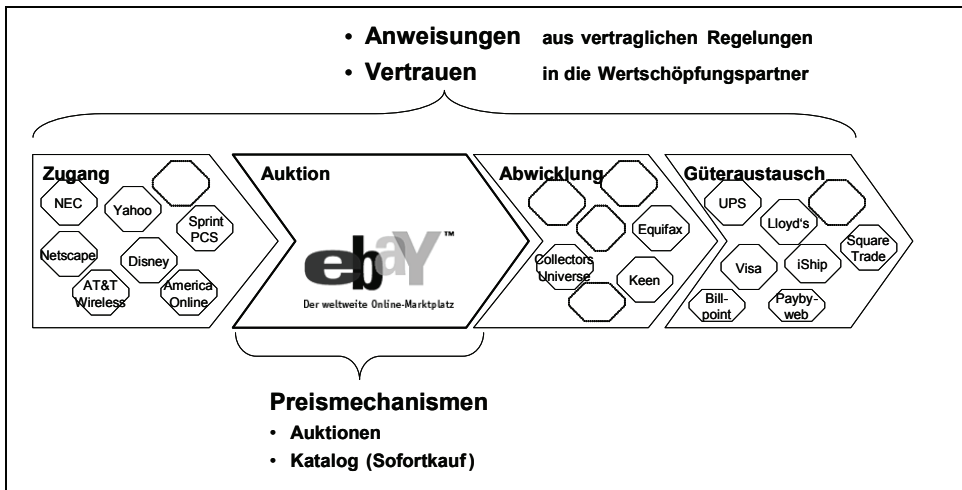 • Anweisungen aus vertraglichen Regelungen
• Vertrauen in die Wertschöpfungspartner
Zugang
NEC
Yahoo
Sprint
PCS
Netscape
Disney
AT&T
Wireless
America
Online
Auktion
ebaY™
Der weltweite Online-Marktplatz
Abwicklung
Equifax
Collectors
Universe
Keen
Güteraustausch
UPS
Lloyd's
Square
Trade
Visa
iShip
Bill-
point
Payby-
web
Preismechanismen
• Auktionen
• Katalog (Sofortkauf)